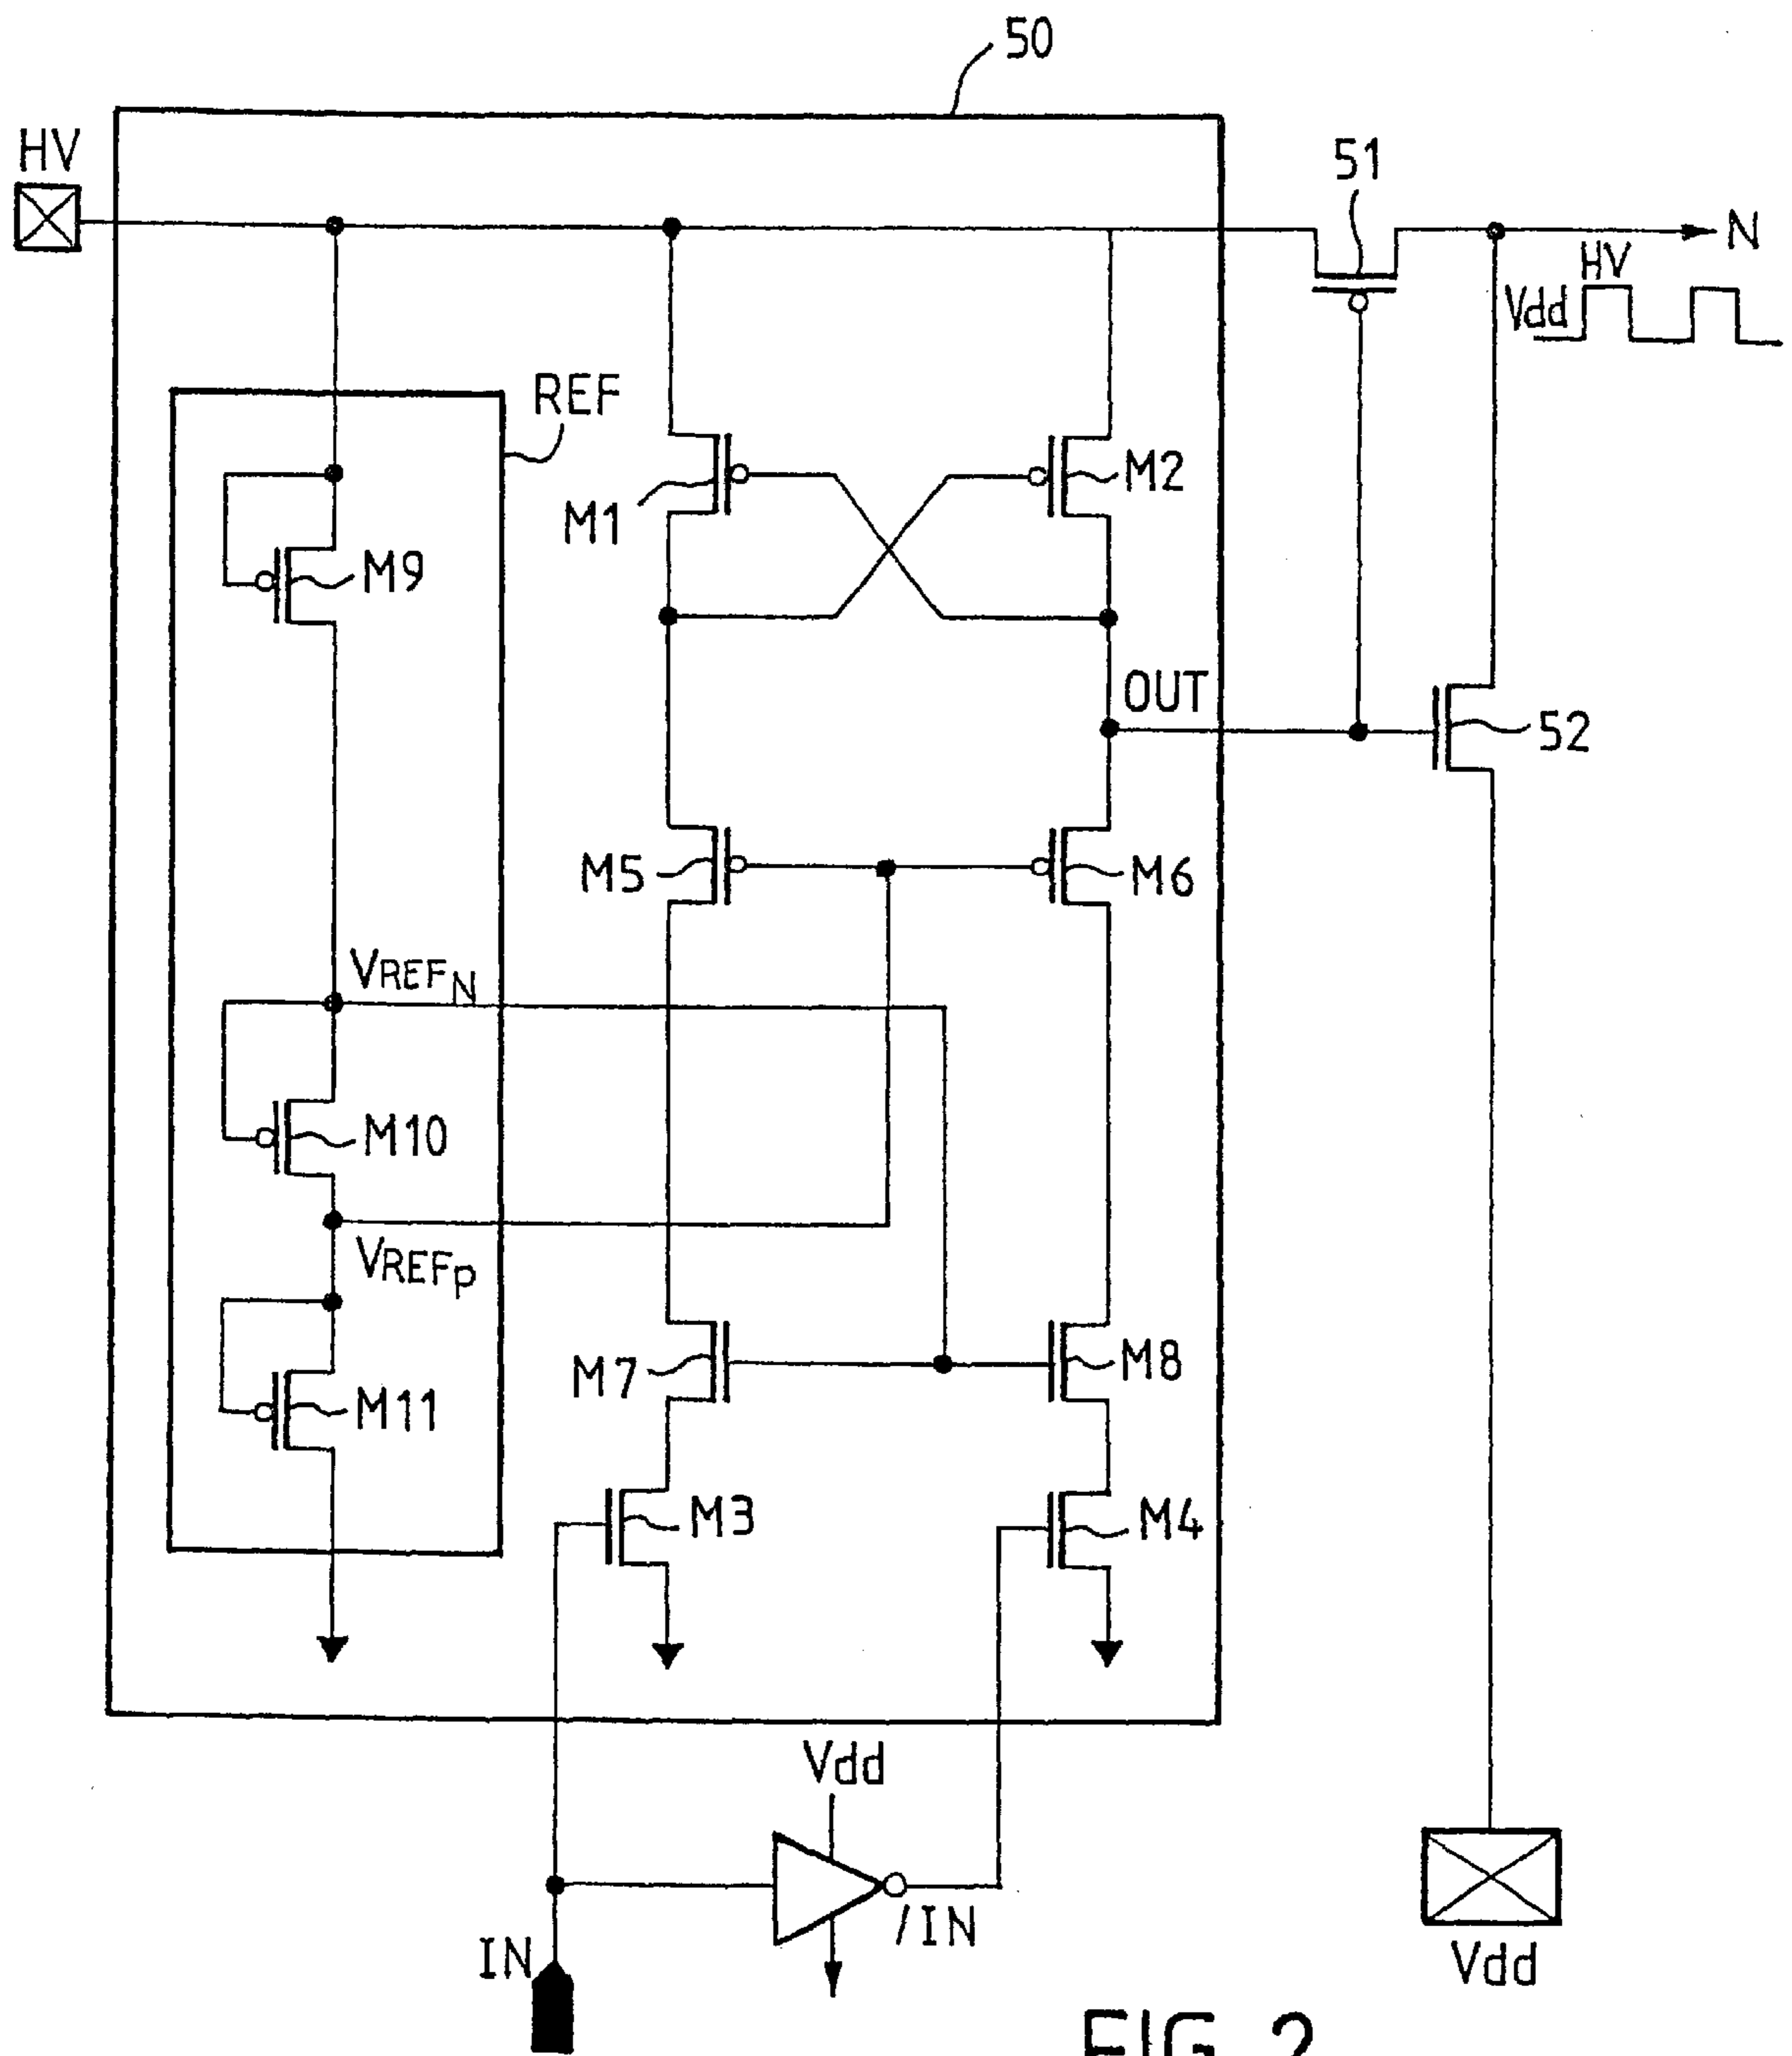 50
HV
51
N
HV
Vdd
REF
M1
M2
M9
OUT
52
M5
M6
VREFN
M10
VREFp
M7
M8
M11
M3
M4
Vdd
/IN
IN
Vdd
FIG_2